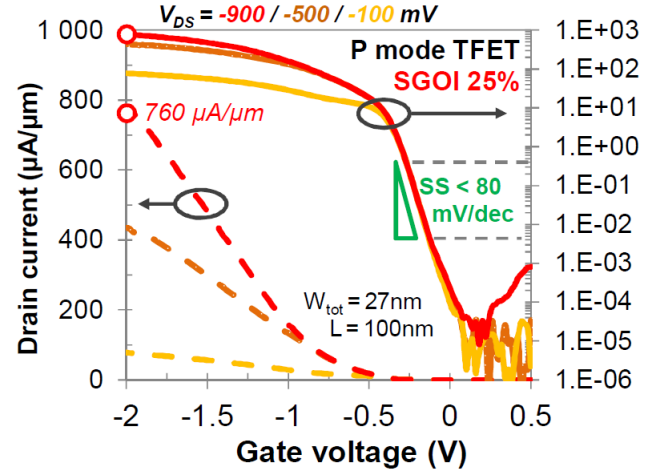 V_DS = -900 / -500 / -100 mV
1 000
800
600
400
200
0
Drain current (µA/µm)
1.E+03
1.E+02
1.E+01
1.E+00
1.E-01
1.E-02
1.E-03
1.E-04
1.E-05
1.E-06
P mode TFET
SGOI 25%
760 µA/µm
SS < 80
mV/dec
W_tot = 27nm
L = 100nm
-2
-1.5
-1
-0.5
0
0.5
Gate voltage (V)